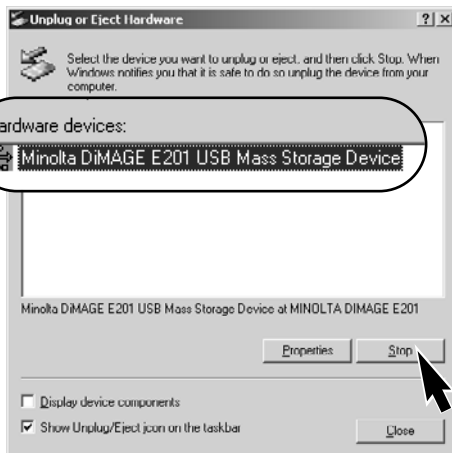 Unplug or Eject Hardware
Select the device you want to unplug or eject, and then click Stop. When
Windows notifies you that it is safe to do so unplug the device from your
computer.
ardware devices:
Minolta DiMAGE E201 USB Mass Storage Device
Minolta DiMAGE E201 USB Mass Storage Device at MINOLTA DIMAGE E201
Properties
Stop
Display device components
Show Unplug/Eject icon on the taskbar
Close